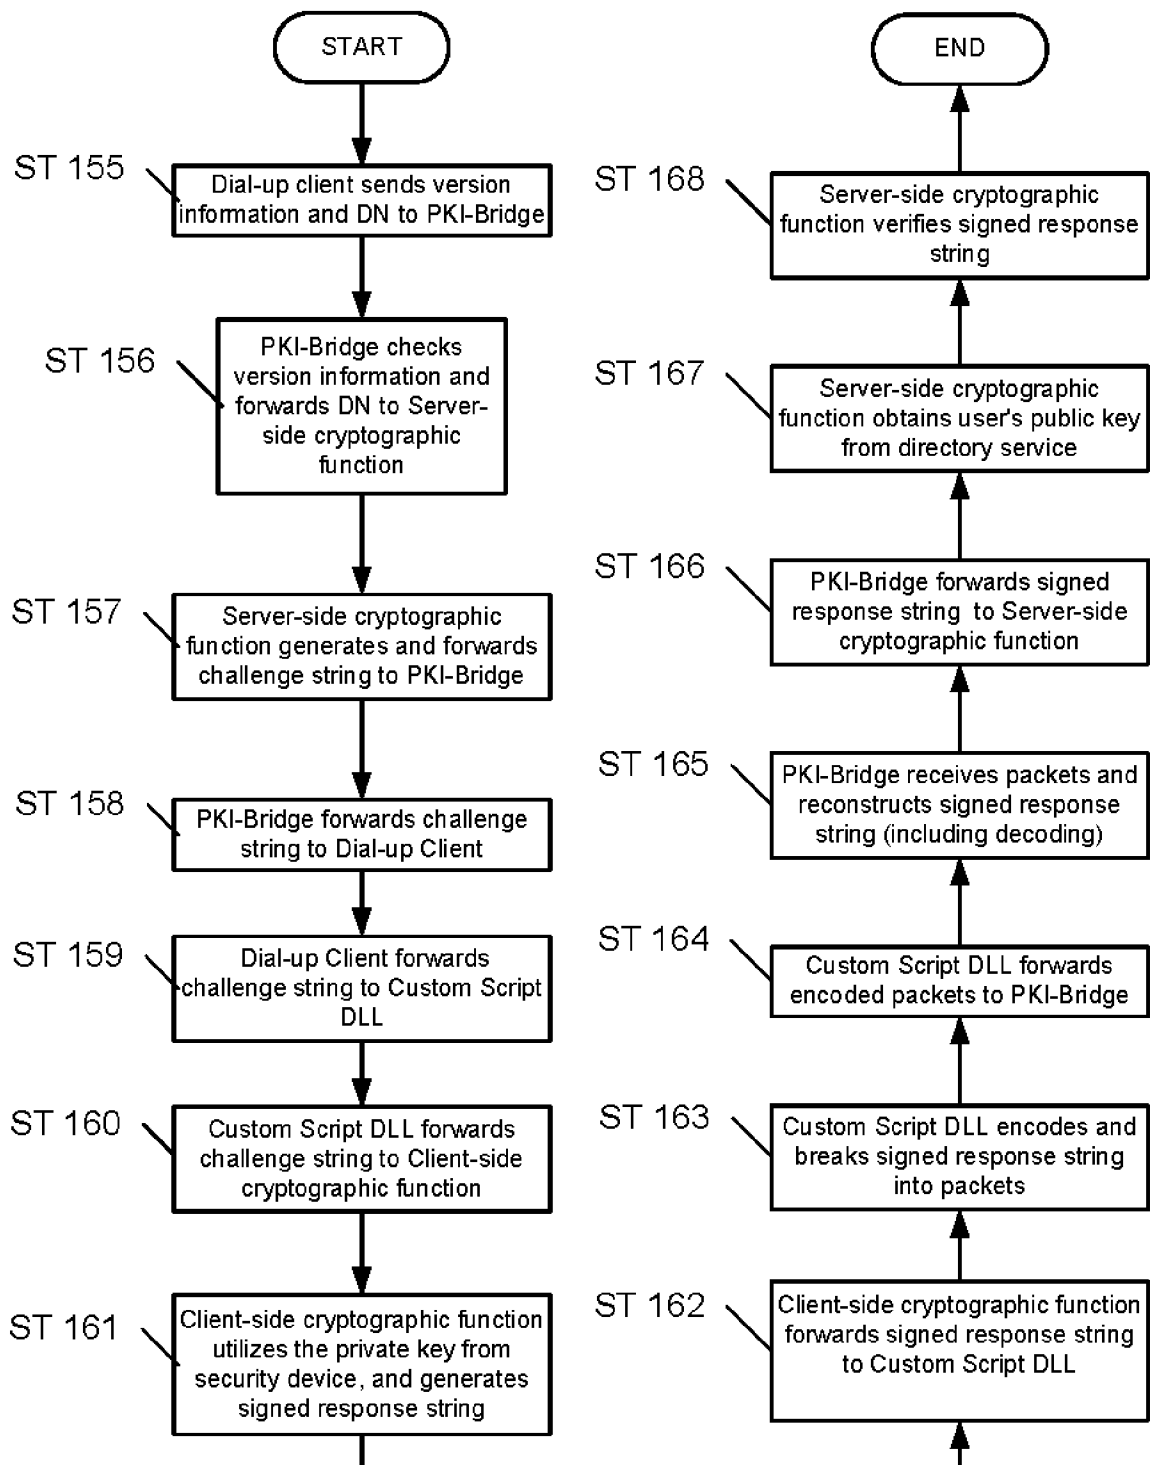 START
ST 155
Dial-up client sends version
information and DN to PKI-Bridge
ST 156
PKI-Bridge checks
version information and
forwards DN to Server-
side cryptographic
function
ST 157
Server-side cryptographic
function generates and forwards
challenge string to PKI-Bridge
ST 158
PKI-Bridge forwards challenge
string to Dial-up Client
ST 159
Dial-up Client forwards
challenge string to Custom Script
DLL
ST 160
Custom Script DLL forwards
challenge string to Client-side
cryptographic function
ST 161
Client-side cryptographic function
utilizes the private key from
security device, and generates
signed response string
END
ST 168
Server-side cryptographic
function verifies signed response
string
ST 167
Server-side cryptographic
function obtains user's public key
from directory service
ST 166
PKI-Bridge forwards signed
response string to Server-side
cryptographic function
ST 165
PKI-Bridge receives packets and
reconstructs signed response
string (including decoding)
ST 164
Custom Script DLL forwards
encoded packets to PKI-Bridge
ST 163
Custom Script DLL encodes and
breaks signed response string
into packets
ST 162
Client-side cryptographic function
forwards signed response string
to Custom Script DLL